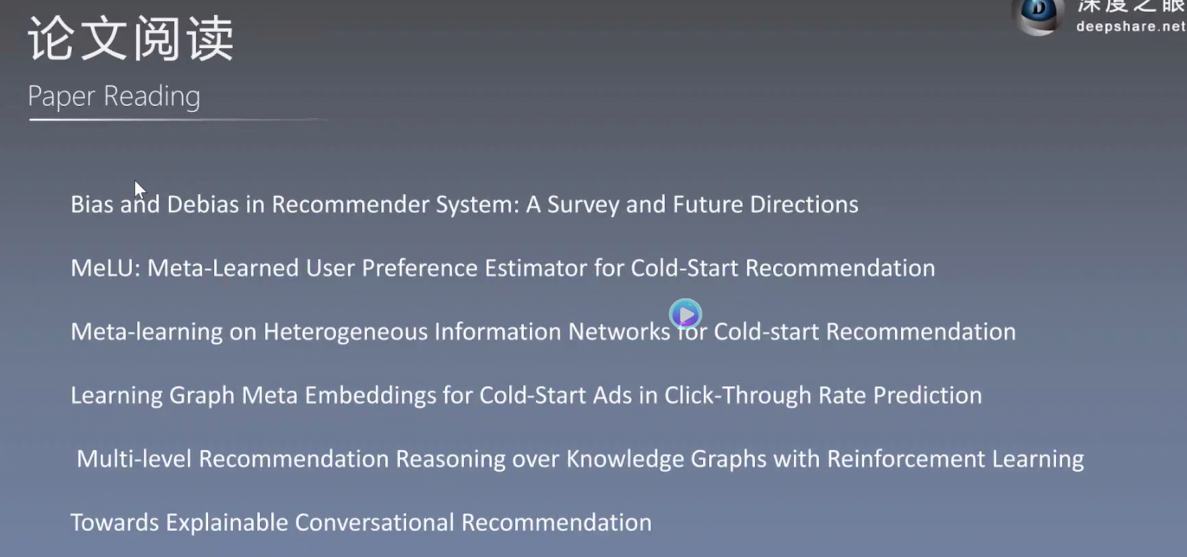 论文阅读
深度之眼
deepshare.net
Paper Reading
Bias and Debias in Recommender System: A Survey and Future Directions
MeLU: Meta-Learned User Preference Estimator for Cold-Start Recommendation
Meta-learning on Heterogeneous Information Networks for Cold-start Recommendation
Learning Graph Meta Embeddings for Cold-Start Ads in Click-Through Rate Prediction
Multi-level Recommendation Reasoning over Knowledge Graphs with Reinforcement Learning
Towards Explainable Conversational Recommendation